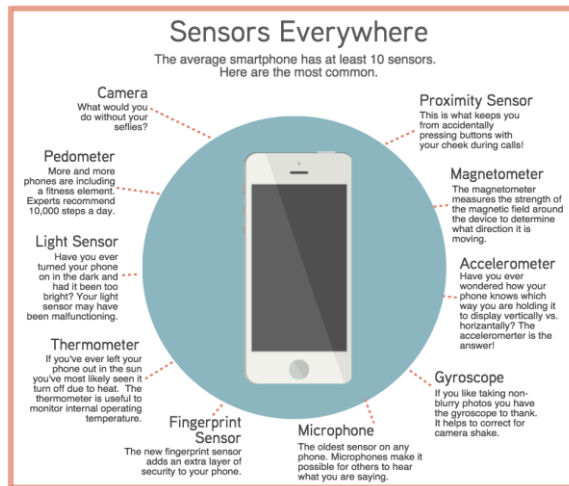 Sensors Everywhere
The average smartphone has at least 10 sensors.
Here are the most common.
Camera
What would you
do without your
seflies?
Pedometer
More and more
phones are including
a fitness element.
Experts recommend
10,000 steps a day.
Light Sensor
Have you ever
turned your phone
on in the dark and
had it been too
bright? Your light
sensor may have
been malfunctioning.
Thermometer
If you've ever left your
phone out in the sun
you've most likely seen it
turn off due to heat. The
thermometer is useful to
monitor internal operating
temperature.
Fingerprint
Sensor
The new fingerprint sensor
adds an extra layer of
security to your phone.
Proximity Sensor
This is what keeps you
from accidentally
pressing buttons with
your cheek during calls!
Magnetometer
The magnetometer
measures the strength of
the magnetic field around
the device to determine
what direction it is
moving.
Accelerometer
Have you ever
wondered how your
phone knows which
way you are holding it
to display vertically vs.
horizantally? The
accelerometer is the
answer!
Gyroscope
If you like taking non-
blurry photos you have
the gyroscope to thank.
It helps to correct for
camera shake.
Microphone
The oldest sensor on any
phone. Microphones make it
possible for others to hear
what you are saying.